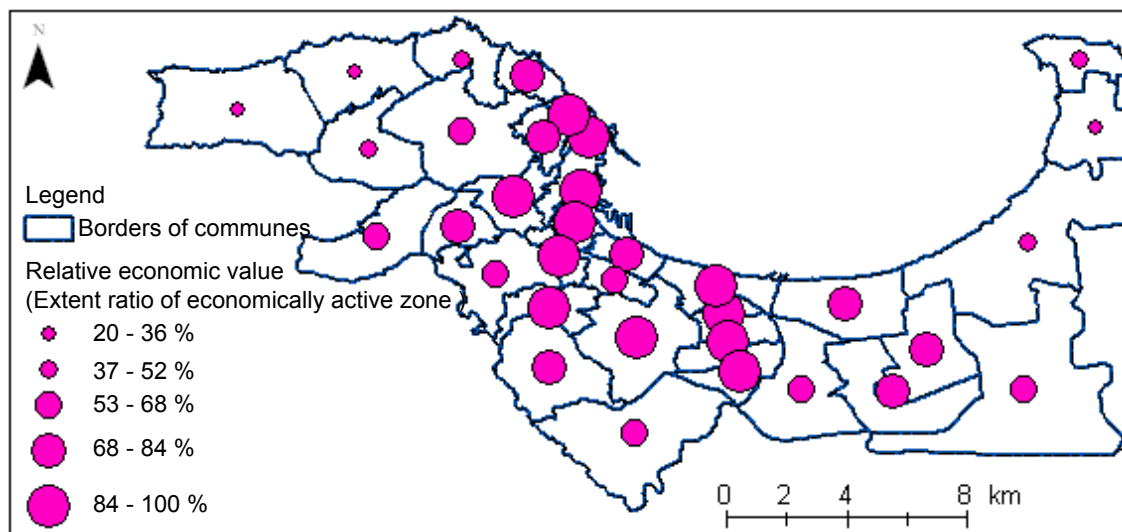 N
Legend
Borders of communes
Relative economic value
(Extent ratio of economically active zone
20 - 36 %
37 - 52 %
53 - 68 %
68 - 84 %
84 - 100 %
0 2 4 8 km